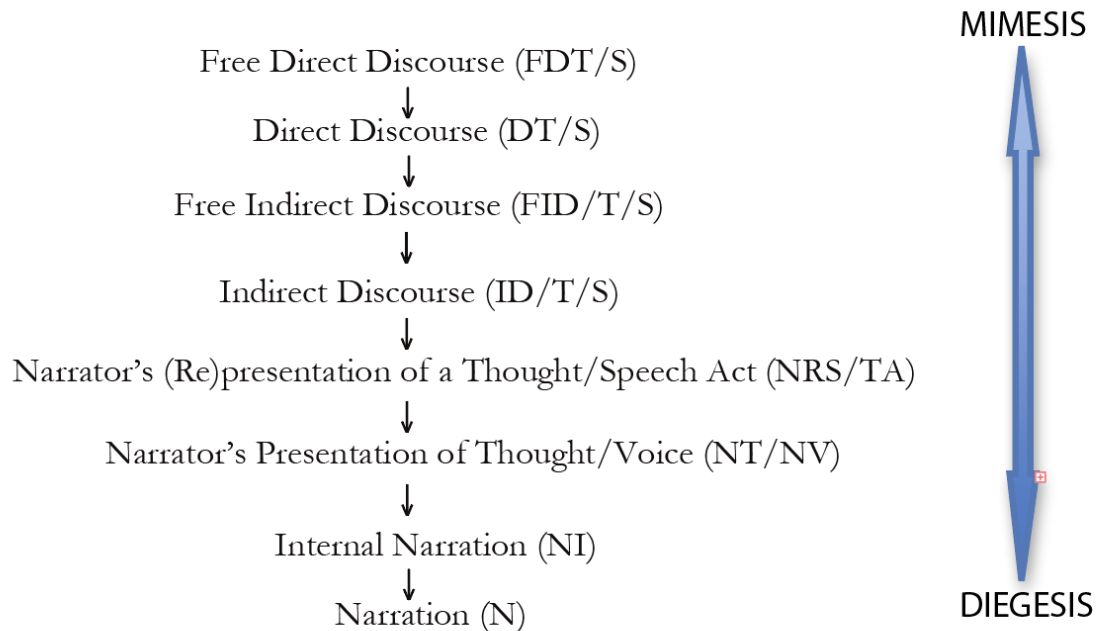 MIMESIS
Free Direct Discourse (FDT/S)
Direct Discourse (DT/S)
Free Indirect Discourse (FID/T/S)
Indirect Discourse (ID/T/S)
Narrator’s (Re)presentation of a Thought/Speech Act (NRS/TA)
Narrator’s Presentation of Thought/Voice (NT/NV)
Internal Narration (NI)
Narration (N)
DIEGESIS